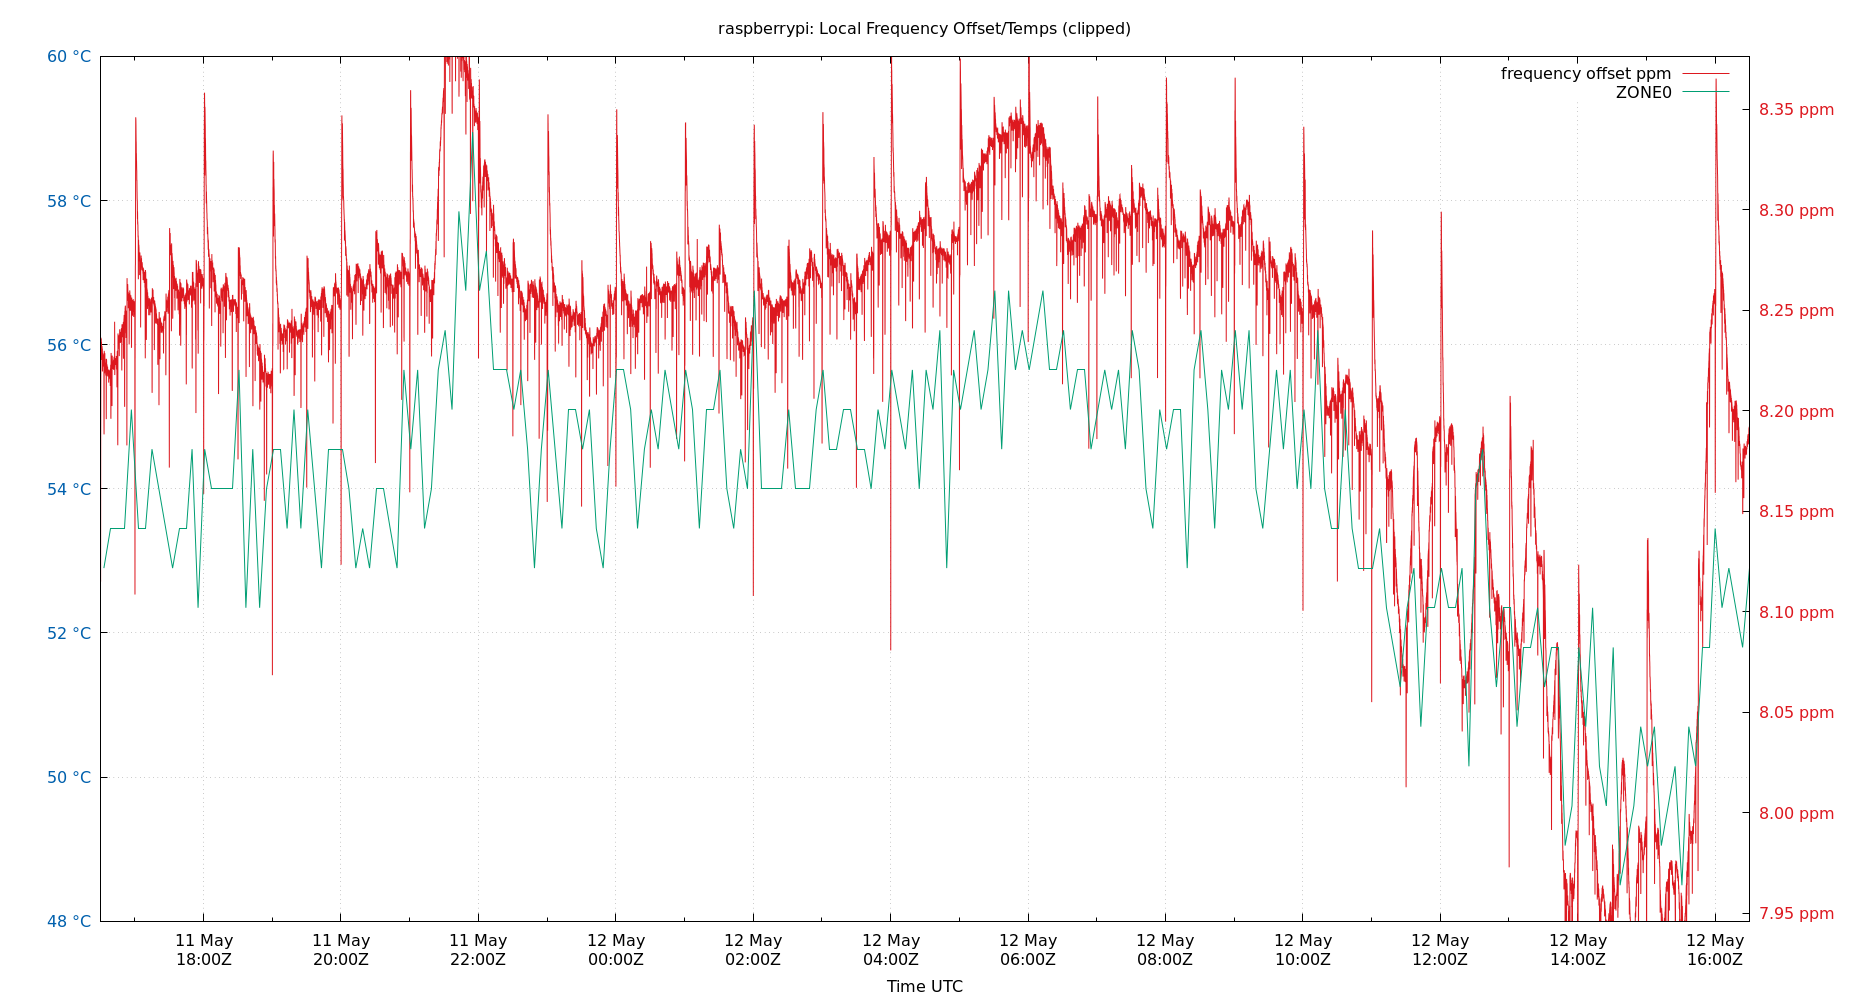 raspberrypi: Local Frequency Offset/Temps (clipped)
60 °C
58 °C
56 °C
54 °C
52 °C
50 °C
48 °C
frequency offset ppm
ZONE0
8.35 ppm
8.30 ppm
8.25 ppm
8.20 ppm
8.15 ppm
8.10 ppm
8.05 ppm
8.00 ppm
7.95 ppm
11 May 11 May 11 May 12 May 12 May 12 May 12 May 12 May 12 May 12 May 12 May 12 May
18:00Z 20:00Z 22:00Z 00:00Z 02:00Z 04:00Z 06:00Z 08:00Z 10:00Z 12:00Z 14:00Z 16:00Z
Time UTC